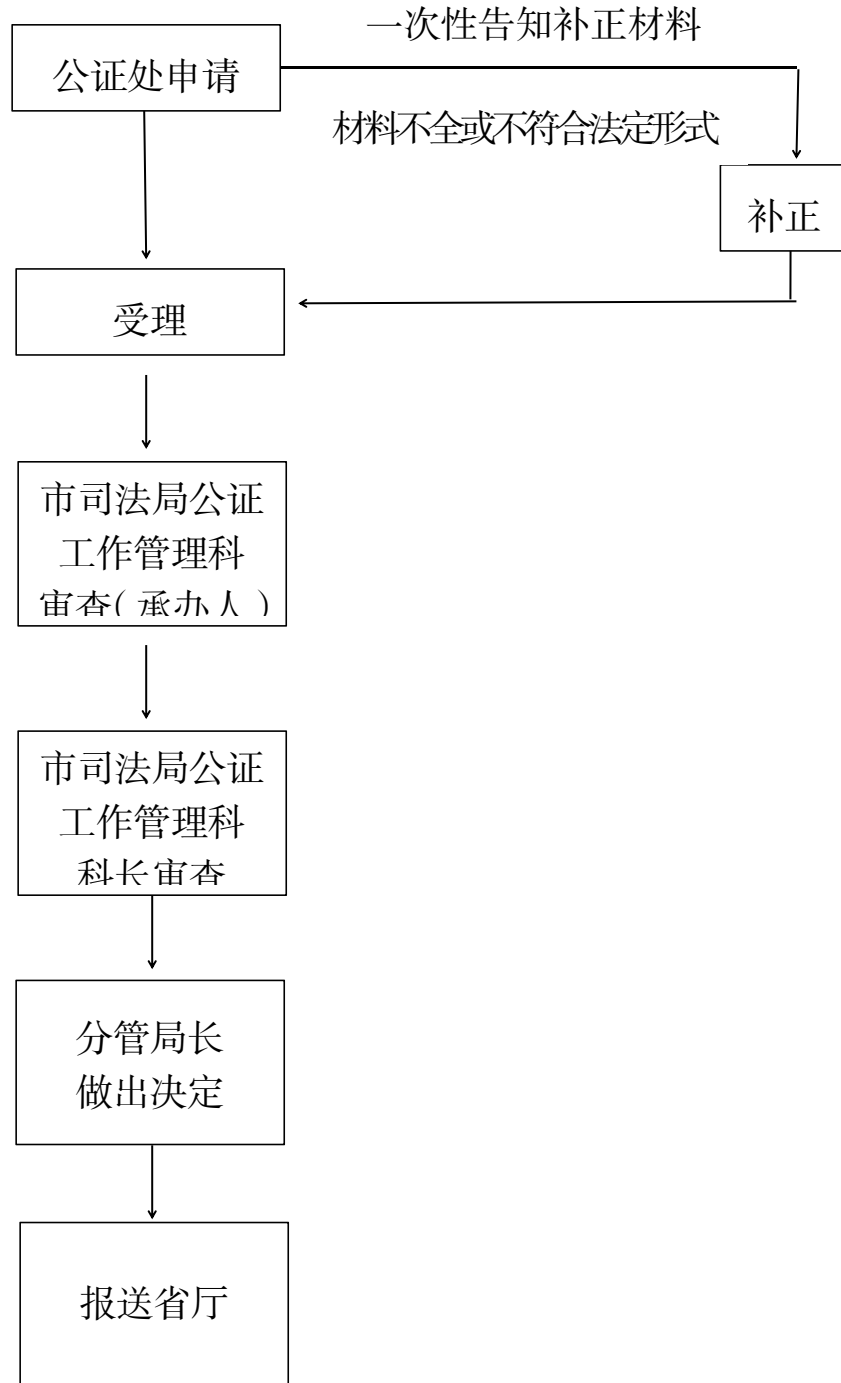 一次性告知补正材料
公证处申请
材料不全或不符合法定形式
补正
受理
市司法局公证
工作管理科
审查(承办人)
市司法局公证
工作管理科
科长审查
分管局长
做出决定
报送省厅